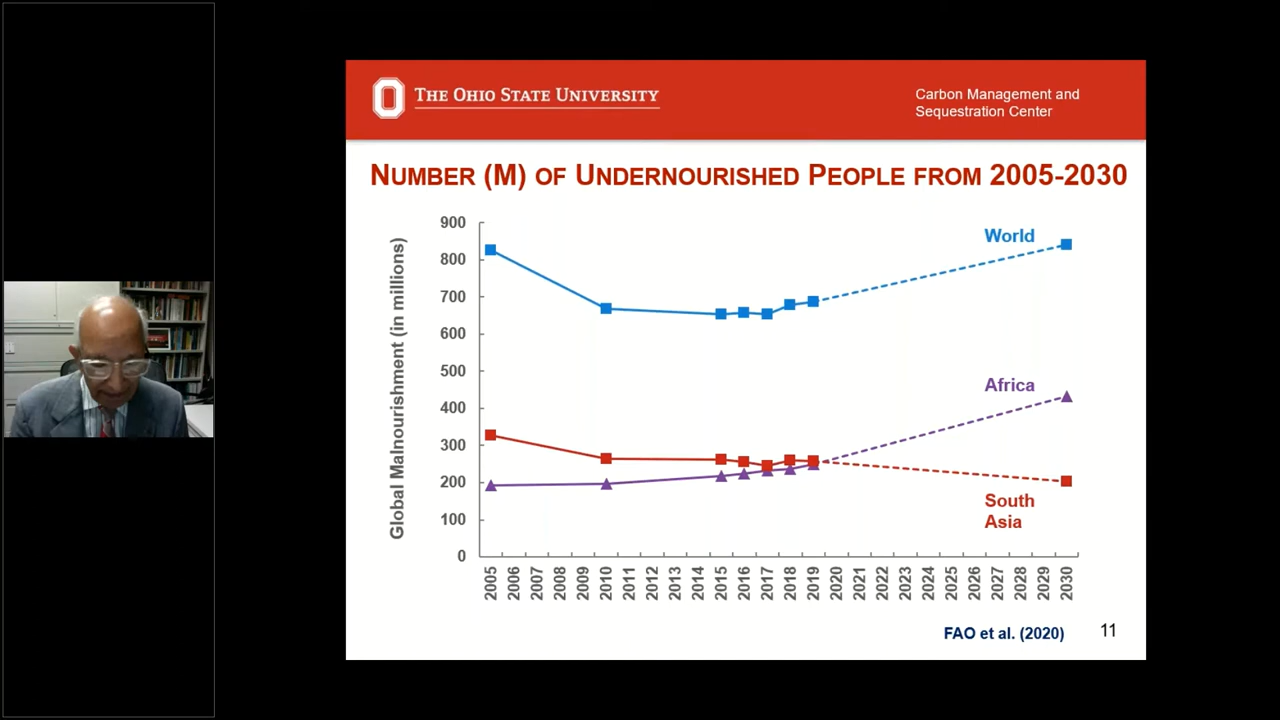 THE OHIO STATE UNIVERSITY
Carbon Management and
Sequestration Center
NUMBER (M) OF UNDERNOURISHED PEOPLE FROM 2005-2030
Global Malnourishment (in millions)
900
800
700
600
500
400
300
200
100
0
World
Africa
South
Asia
2005 2006 2007 2008 2009 2010 2011 2012 2013 2014 2015 2016 2017 2018 2019 2020 2021 2022 2023 2024 2025 2026 2027 2028 2029 2030
FAO et al. (2020)
11